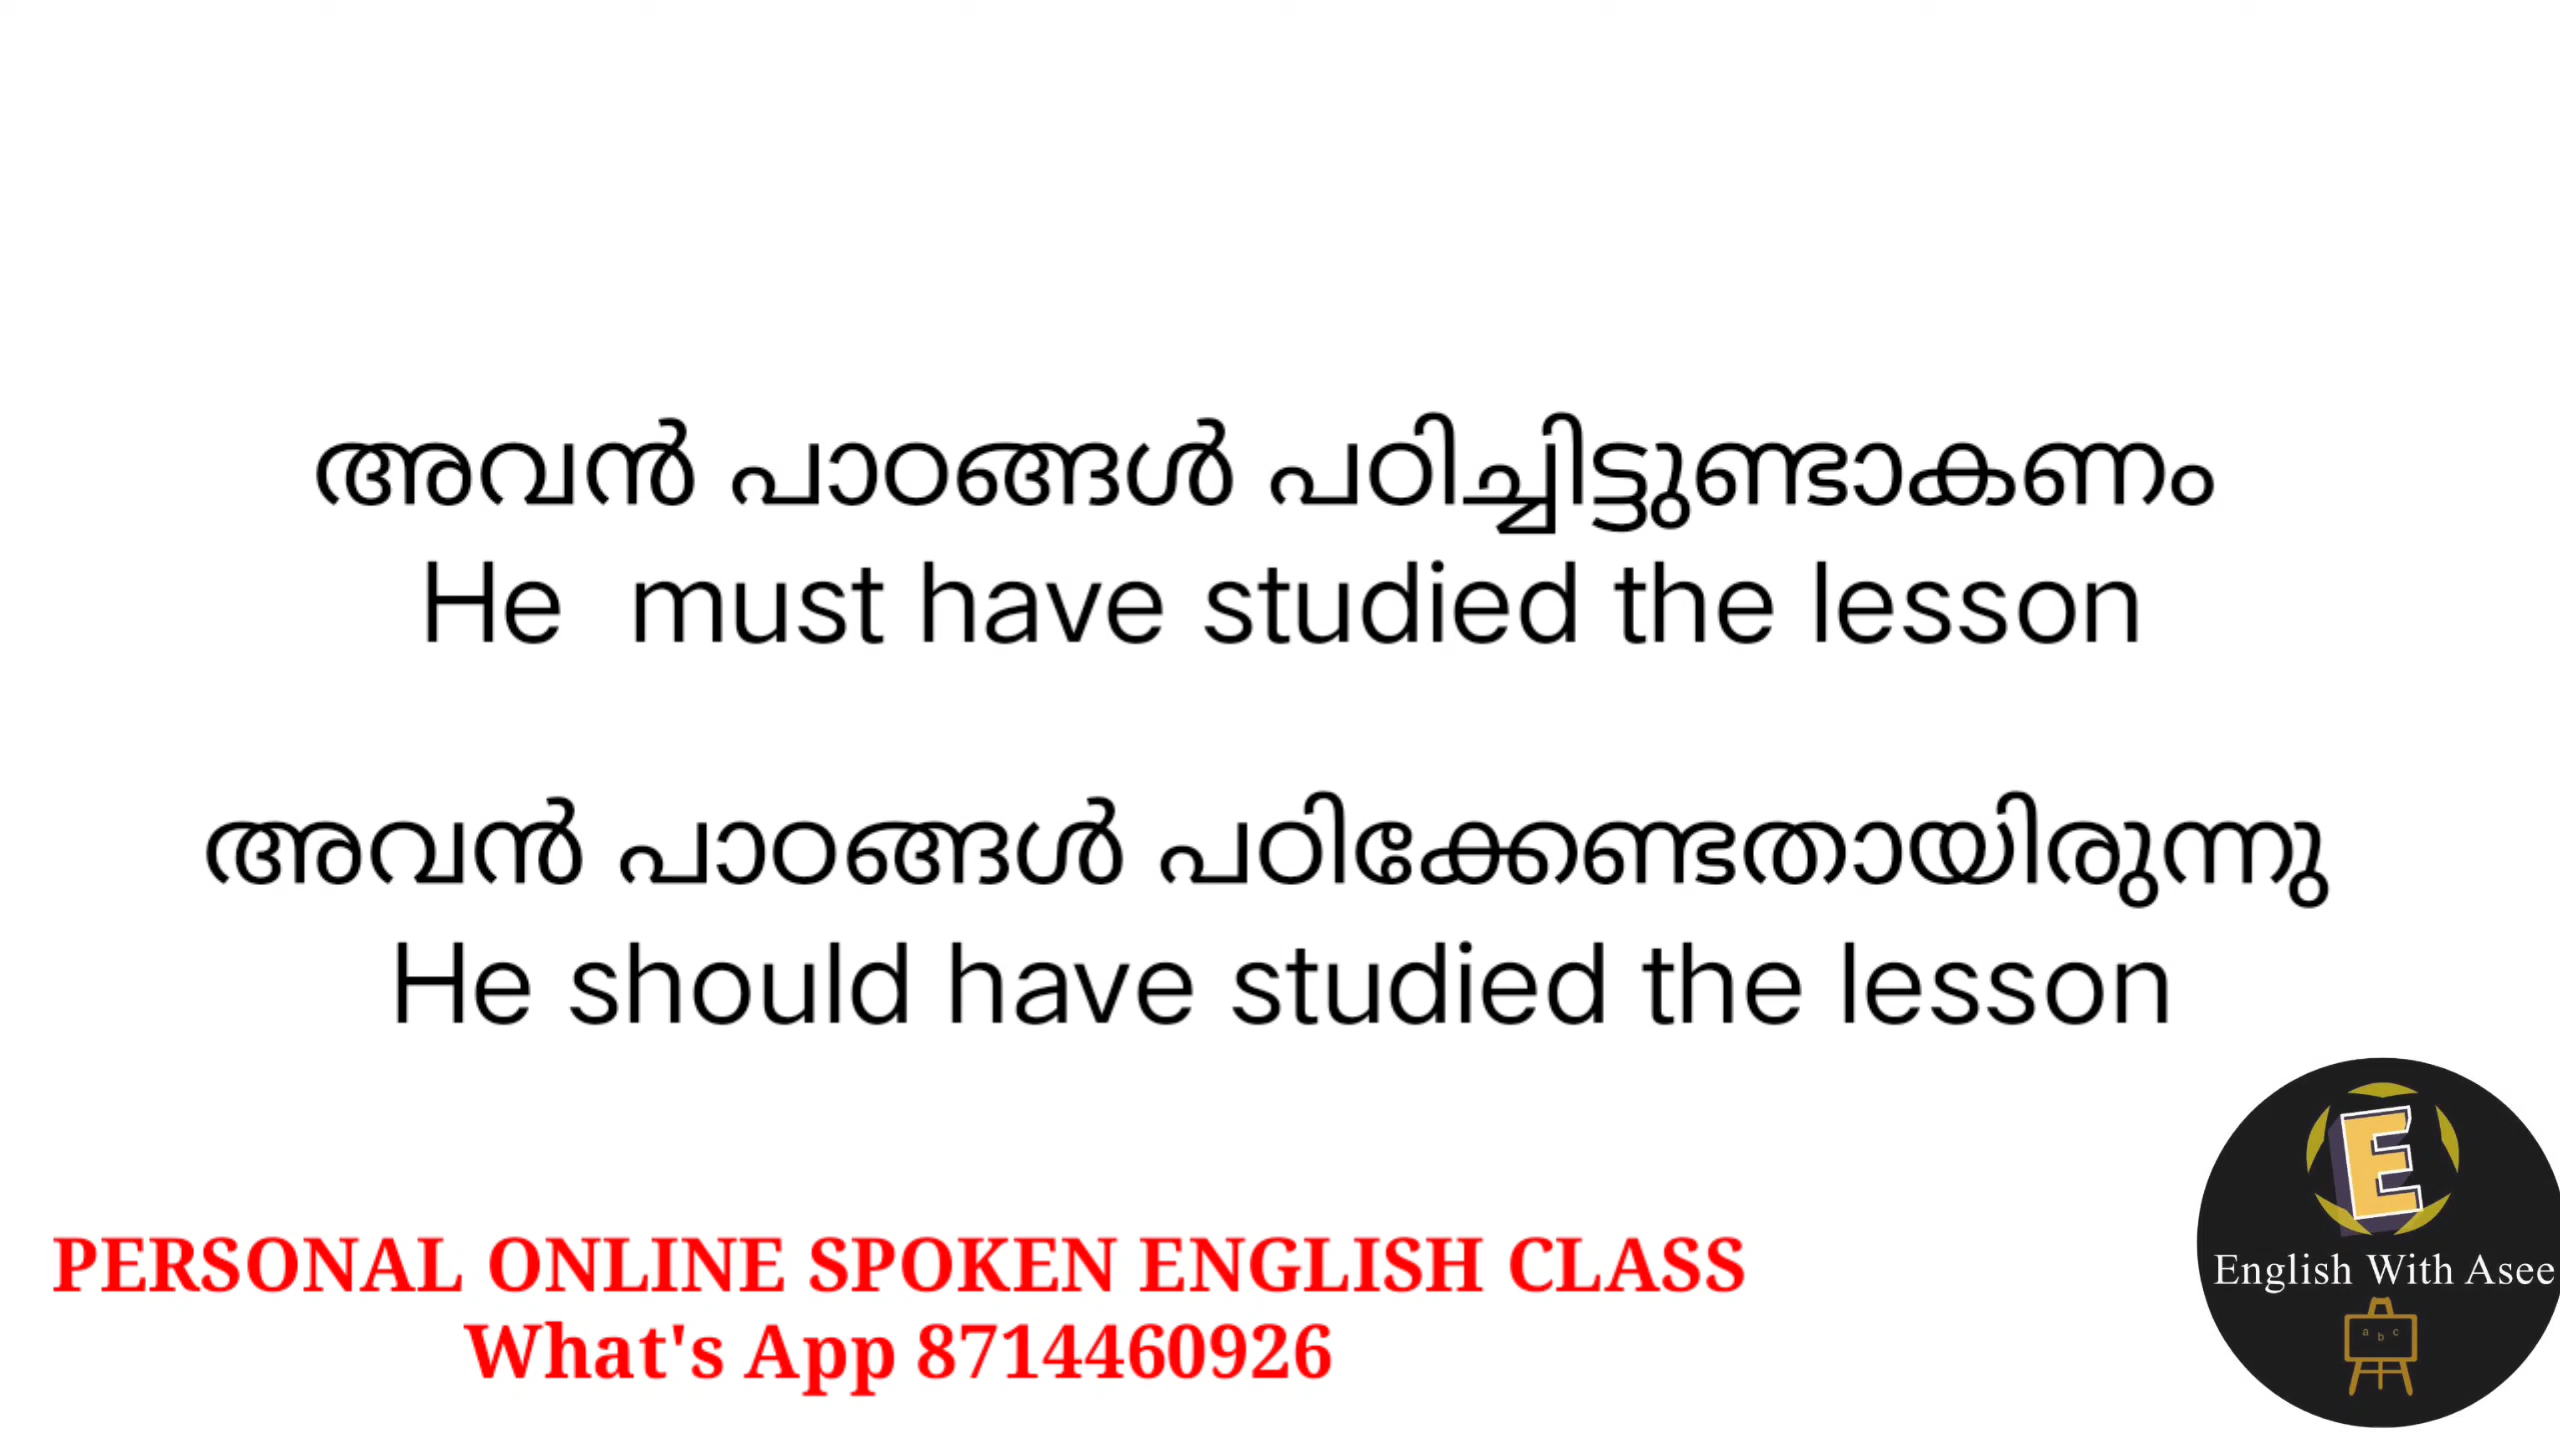 അവൻ പാഠങ്ങൾ പഠിച്ചിട്ടുണ്ടാകണം
He must have studied the lesson
അവൻ പാഠങ്ങൾ പഠിക്കേണ്ടതായിരുന്നു
He should have studied the lesson
PERSONAL ONLINE SPOKEN ENGLISH CLASS
What's App 8714460926
E
English With Asee
a b c